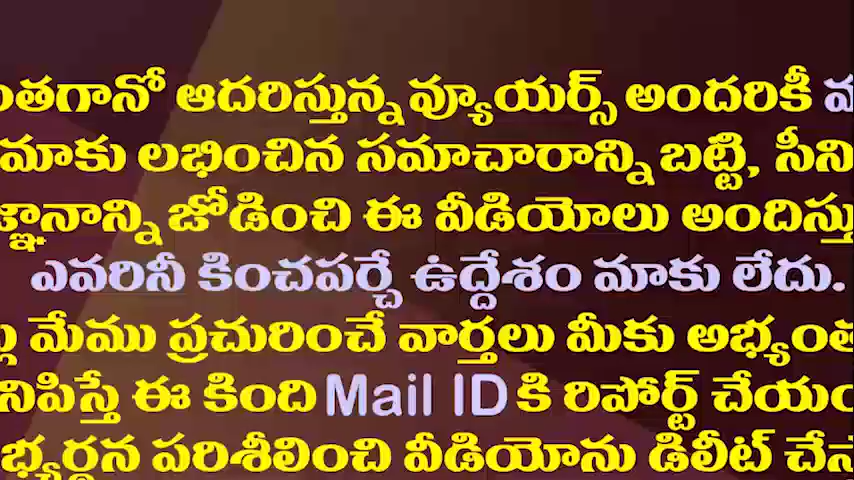 ంతగానో ఆదరిస్తున్న వ్యూయర్స్ అందరికీ
మాకు లభించిన సమాచారాన్ని బట్టి, సీని
జ్ఞానాన్ని జోడించి ఈ వీడియోలు అందిస్తు
ఎవరినీ కించపర్చే ఉద్దేశం మాకు లేదు.
మేము ప్రచురించే వార్తలు మీకు అభ్యంత
నిపిస్తే ఈ కింది Mail ID కి రిపోర్ట్ చేయం
భ్యర్థన పరిశీలించి వీడియోను డిలీట్ చేస